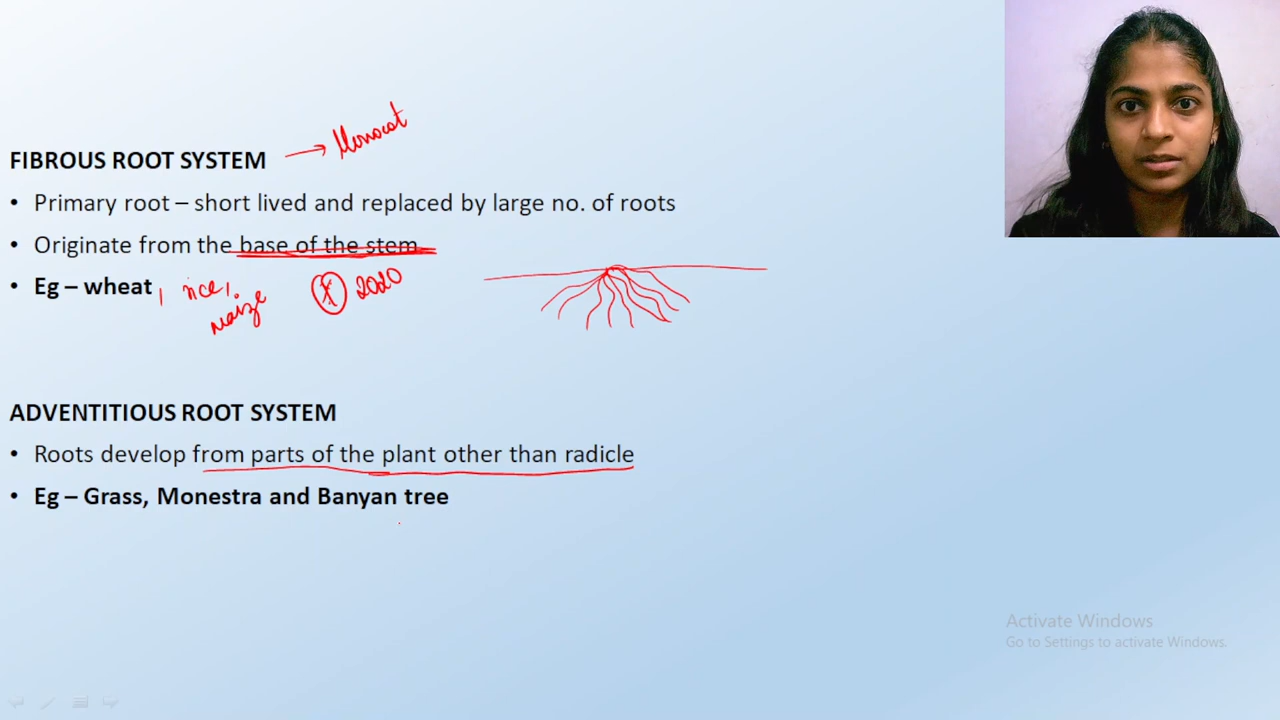 FIBROUS ROOT SYSTEM → Monocot
• Primary root – short lived and replaced by large no. of roots
• Originate from the base of the stem
• Eg – wheat, rice,
maize
2020
ADVENTITIOUS ROOT SYSTEM
• Roots develop from parts of the plant other than radicle
• Eg – Grass, Monestra and Banyan tree
Activate Windows
Go to Settings to activate Windows.